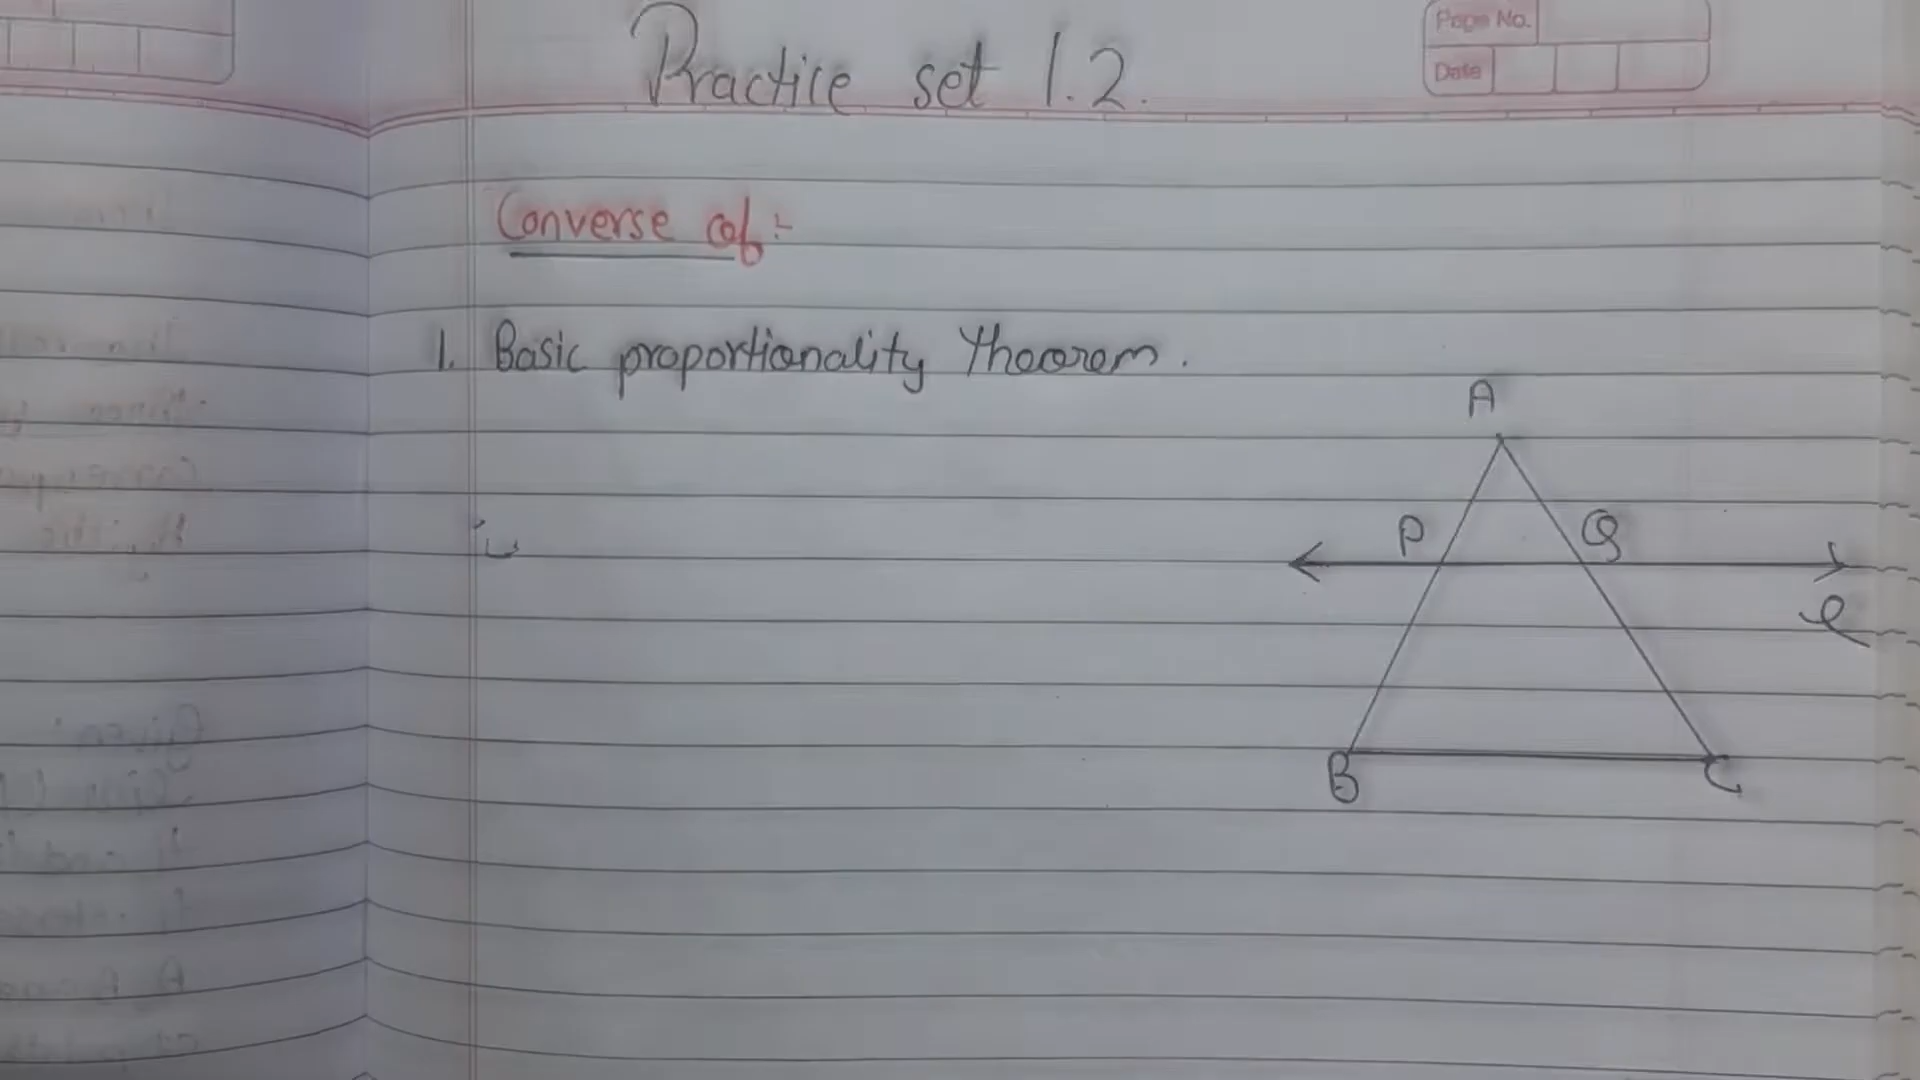 Page No.
Date
Practice set 1.2.
Converse of :-
1. Basic proportionality Theorem.
A
P Q
l
B C